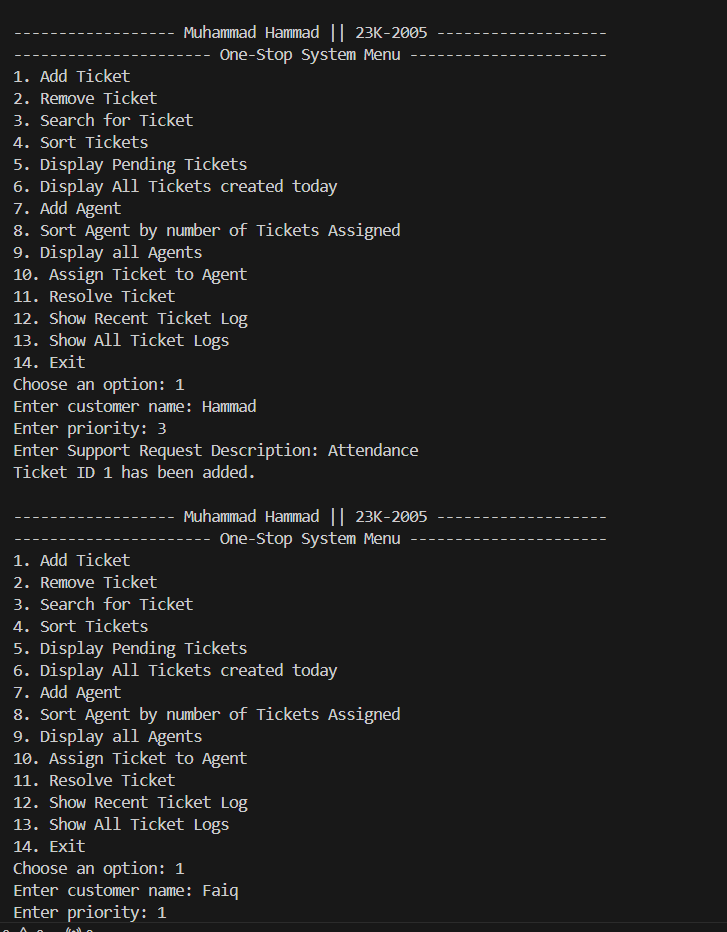 ------------------ Muhammad Hammad || 23K-2005 -------------------
---------------------- One-Stop System Menu ----------------------
1. Add Ticket
2. Remove Ticket
3. Search for Ticket
4. Sort Tickets
5. Display Pending Tickets
6. Display All Tickets created today
7. Add Agent
8. Sort Agent by number of Tickets Assigned
9. Display all Agents
10. Assign Ticket to Agent
11. Resolve Ticket
12. Show Recent Ticket Log
13. Show All Ticket Logs
14. Exit
Choose an option: 1
Enter customer name: Hammad
Enter priority: 3
Enter Support Request Description: Attendance
Ticket ID 1 has been added.
------------------ Muhammad Hammad || 23K-2005 -------------------
---------------------- One-Stop System Menu ----------------------
1. Add Ticket
2. Remove Ticket
3. Search for Ticket
4. Sort Tickets
5. Display Pending Tickets
6. Display All Tickets created today
7. Add Agent
8. Sort Agent by number of Tickets Assigned
9. Display all Agents
10. Assign Ticket to Agent
11. Resolve Ticket
12. Show Recent Ticket Log
13. Show All Ticket Logs
14. Exit
Choose an option: 1
Enter customer name: Faiq
Enter priority: 1